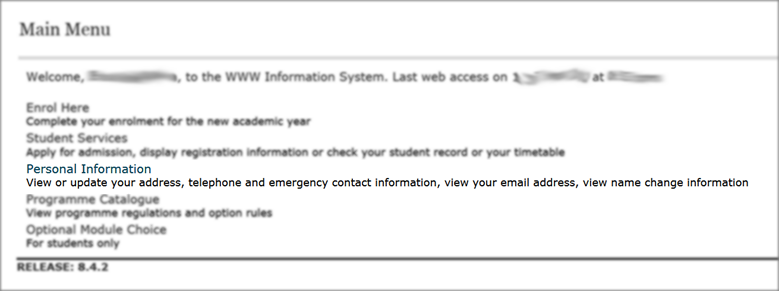 Main Menu
Welcome, , to the WWW Information System. Last web access on at
Enrol Here
Complete your enrolment for the new academic year
Student Services
Apply for admission, display registration information or check your student record or your timetable
Personal Information
View or update your address, telephone and emergency contact information, view your email address, view name change information
Programme Catalogue
View programme regulations and option rules
Optional Module Choice
For students only
RELEASE: 8.4.2